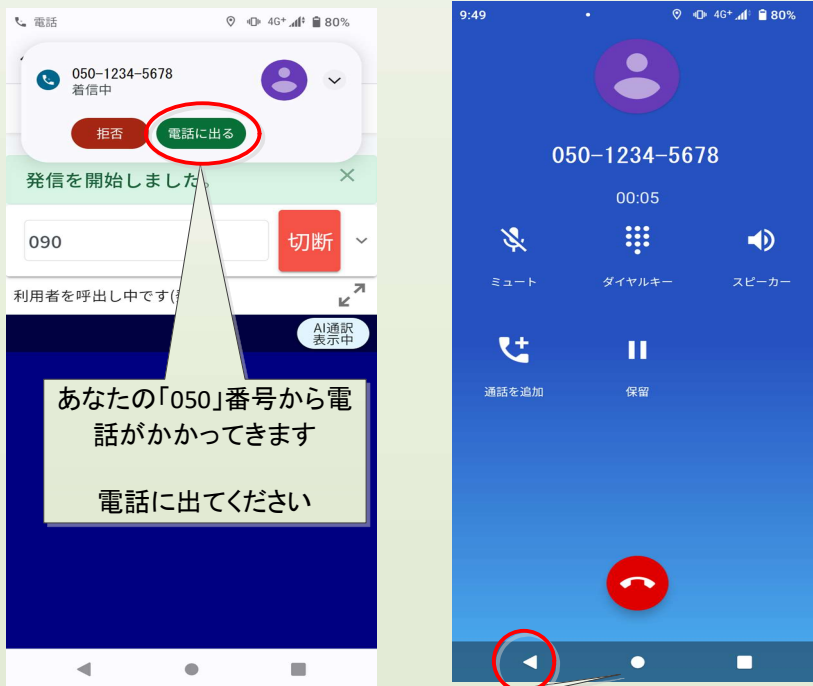 電話
4G+ 80%
050-1234-5678
着信中
拒否
電話に出る
発信を開始しました。
090
切断
利用者を呼出し中です(
AI通訳
表示中
あなたの「050」番号から電
話がかかってきます
電話に出てください
9:49
4G+ 80%
050-1234-5678
00:05
ミュート
ダイヤルキー
スピーカー
通話を追加
保留